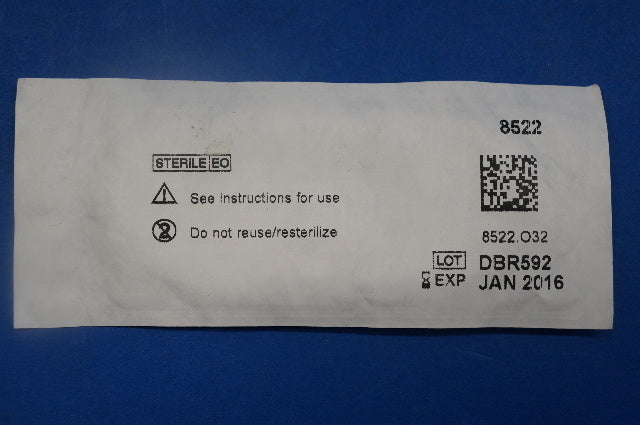 8522
STERILE EO
See instructions for use
Do not reuse/resterilize
8522.032
LOT DBR592
EXP JAN 2016